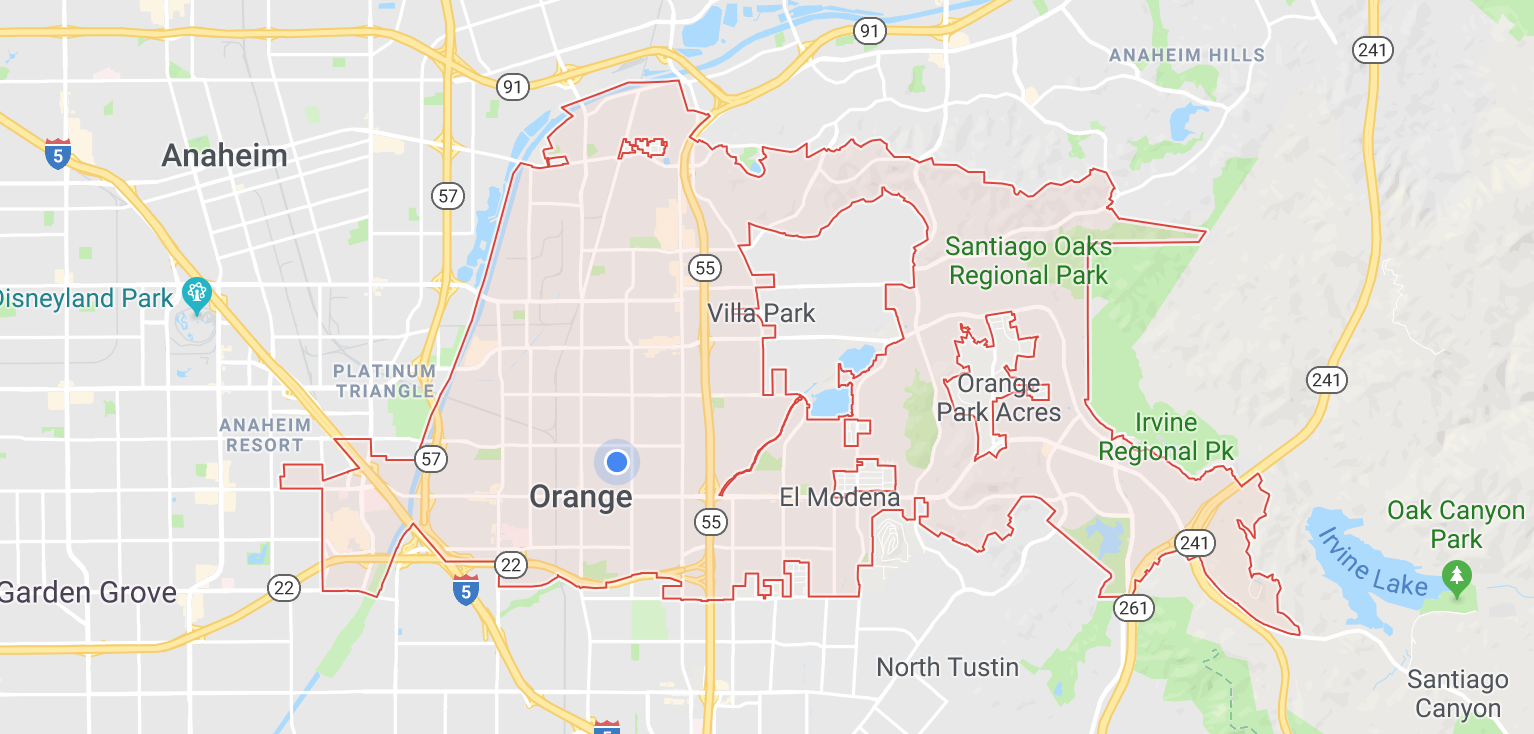 91
241
ANAHEIM HILLS
91
5
Anaheim
57
Santiago Oaks
Regional Park
55
Disneyland Park
Villa Park
PLATINUM
TRIANGLE
241
Orange
Park Acres
ANAHEIM
RESORT
Irvine
Regional Pk
57
Orange
El Modena
55
Oak Canyon
Park
241
Irvine Lake
22
22
5
Garden Grove
261
North Tustin
Santiago
Canyon